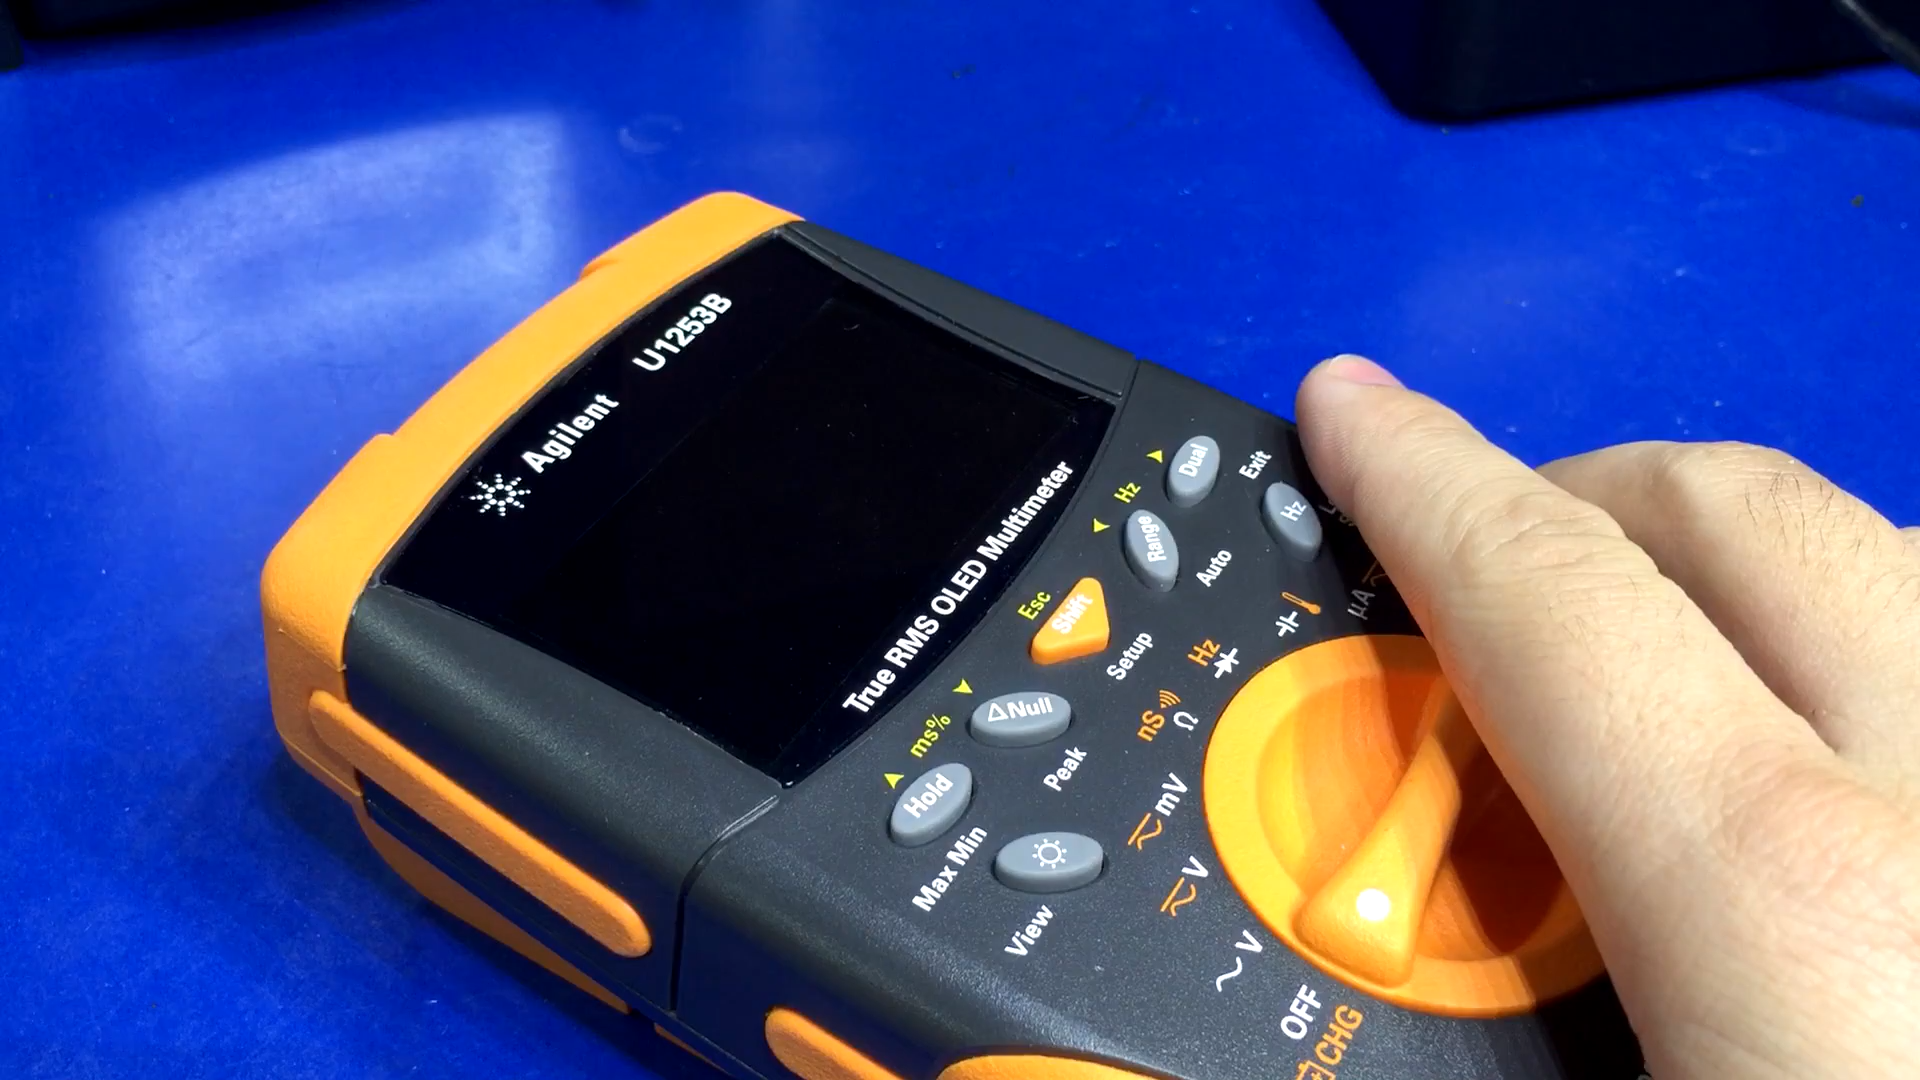 Agilent U1253B
True RMS OLED Multimeter
Hz
Dual
Exit
Hz
Range
Auto
Esc
Shift
Setup
ms%
ΔNull
Peak
Hold
Max Min
View
μA
Hz
nS
Ω
mV
V
~V
OFF
CHG